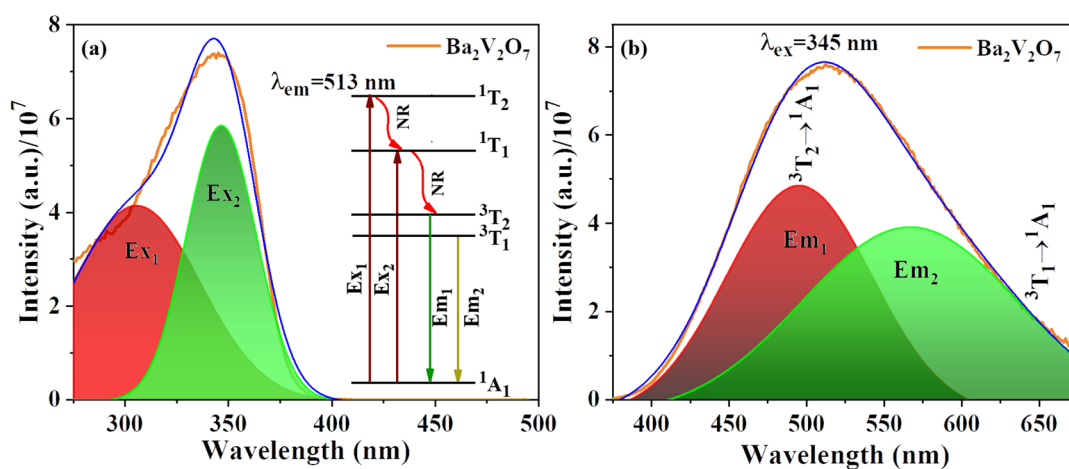 (a)
Ba₂V₂O₇
λem=513 nm
¹T₂
NR
¹T₁
NR
³T₂
³T₁
Ex₁
Ex₂
Ex₁
Ex₂
Em₁
Em₂
¹A₁
8
6
4
2
0
Intensity (a.u.)/10⁷
300 350 400 450 500
Wavelength (nm)
(b)
λex=345 nm
Ba₂V₂O₇
³T₂→¹A₁
³T₁→¹A₁
Em₁
Em₂
8
6
4
2
0
Intensity (a.u.)/10⁷
400 450 500 550 600 650
Wavelength (nm)